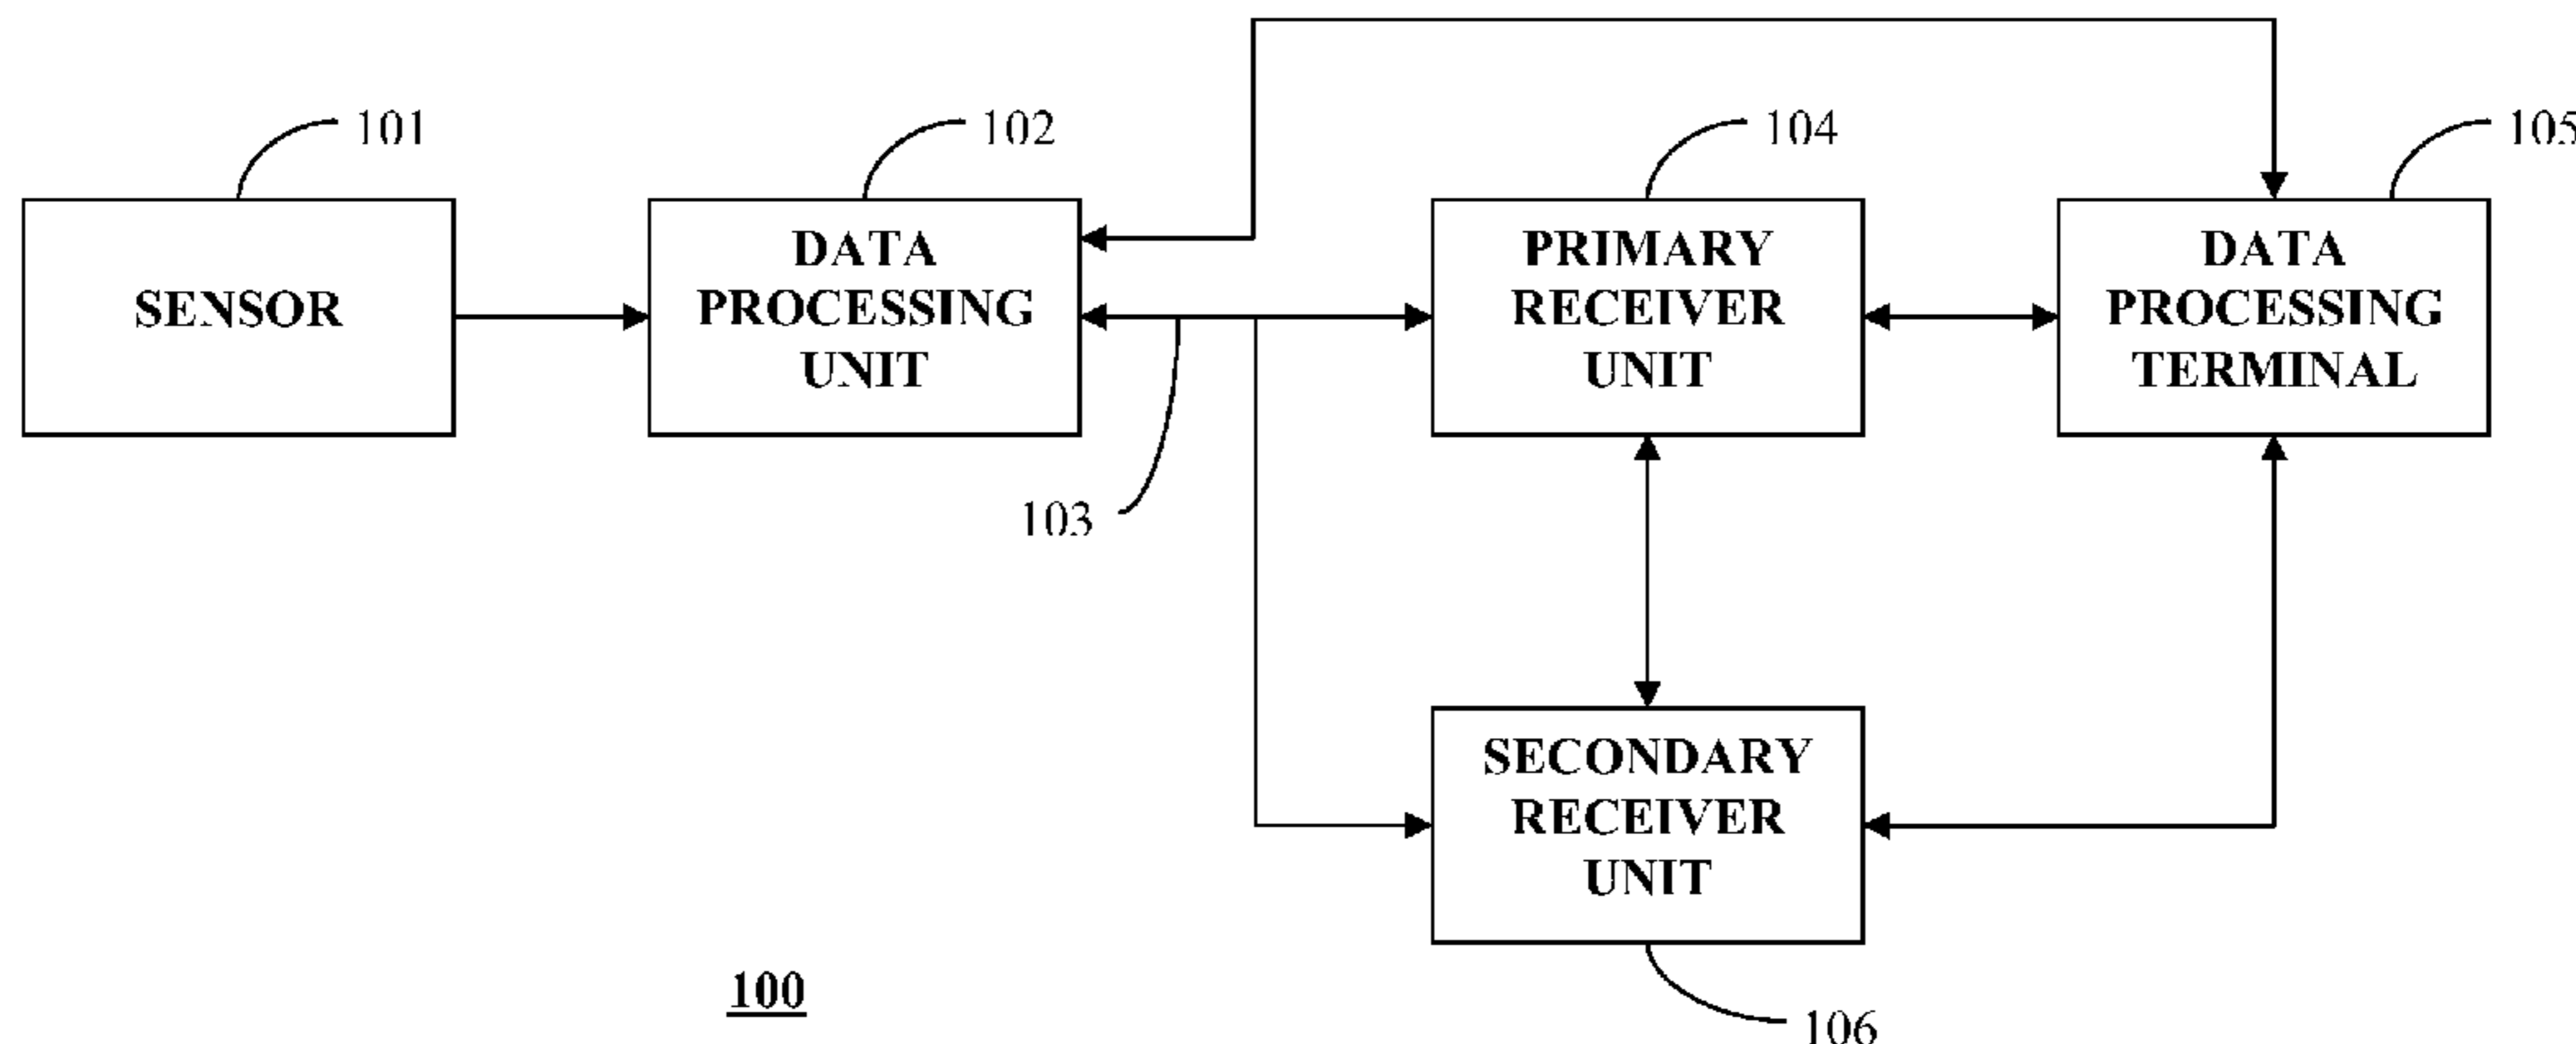 101
102
104
105
SENSOR
DATA
PROCESSING
UNIT
PRIMARY
RECEIVER
UNIT
DATA
PROCESSING
TERMINAL
103
SECONDARY
RECEIVER
UNIT
100
106